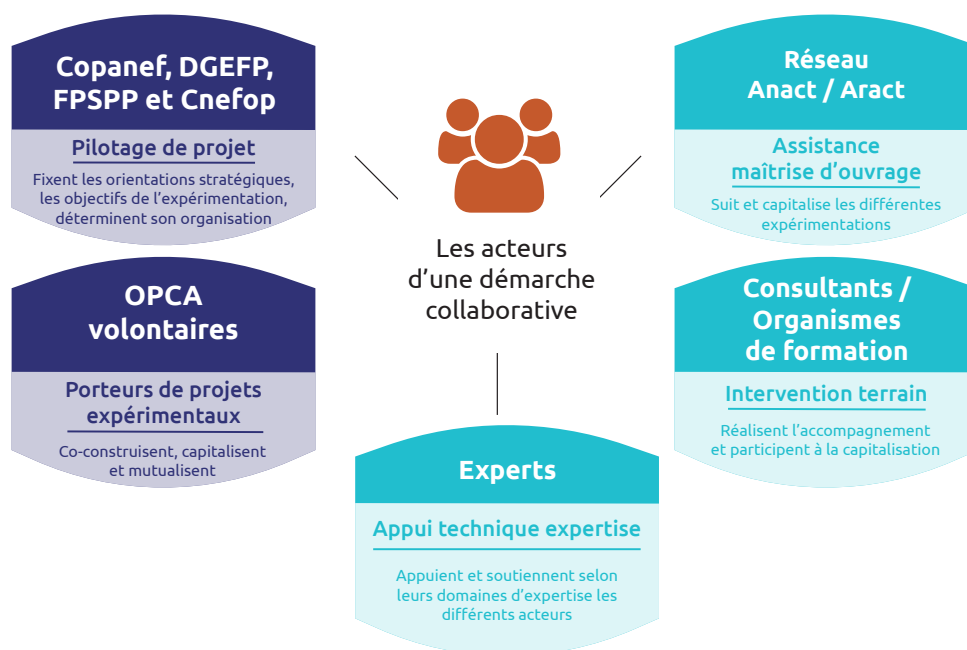 Copanef, DGEFP,
FPSPP et Cnefop
Pilotage de projet
Fixent les orientations stratégiques,
les objectifs de l’expérimentation,
déterminent son organisation
OPCA
volontaires
Porteurs de projets
expérimentaux
Co-construisent, capitalisent
et mutualisent
Les acteurs
d’une démarche
collaborative
Experts
Appui technique expertise
Appuient et soutiennent selon
leurs domaines d’expertise les
différents acteurs
Réseau
Anact / Aract
Assistance
maîtrise d’ouvrage
Suit et capitalise les différentes
expérimentations
Consultants /
Organismes
de formation
Intervention terrain
Réalisent l’accompagnement
et participent à la capitalisation